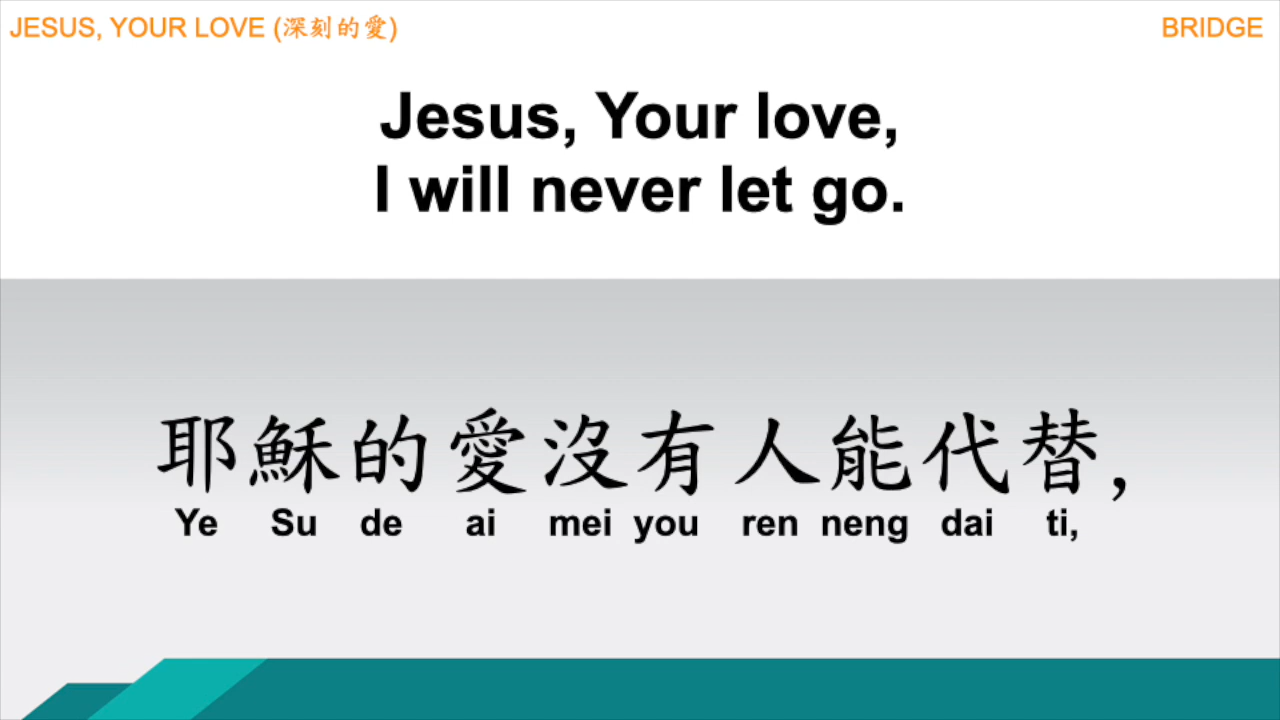 JESUS, YOUR LOVE (深刻的愛)
BRIDGE
Jesus, Your love,
I will never let go.
耶穌的愛沒有人能代替,
Ye Su de ai mei you ren neng dai ti,